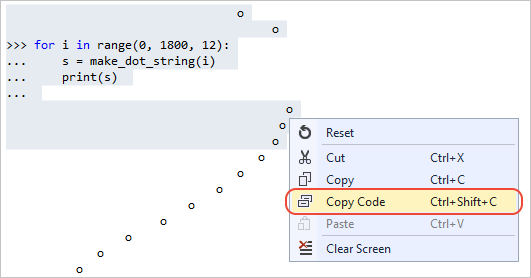 o
o
>>> for i in range(0, 1800, 12):
...     s = make_dot_string(i)
...     print(s)
...
o
o
o
o
o
o
o
o
o
o
Reset
Cut Ctrl+X
Copy Ctrl+C
Copy Code Ctrl+Shift+C
Paste Ctrl+V
Clear Screen